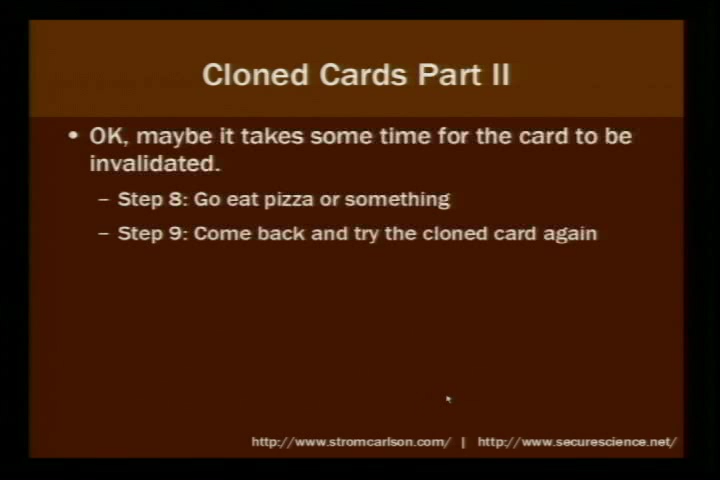 Cloned Cards Part II
• OK, maybe it takes some time for the card to be
invalidated.
– Step 8: Go eat pizza or something
– Step 9: Come back and try the cloned card again
http://www.stromcarlson.com/ | http://www.securescience.net/